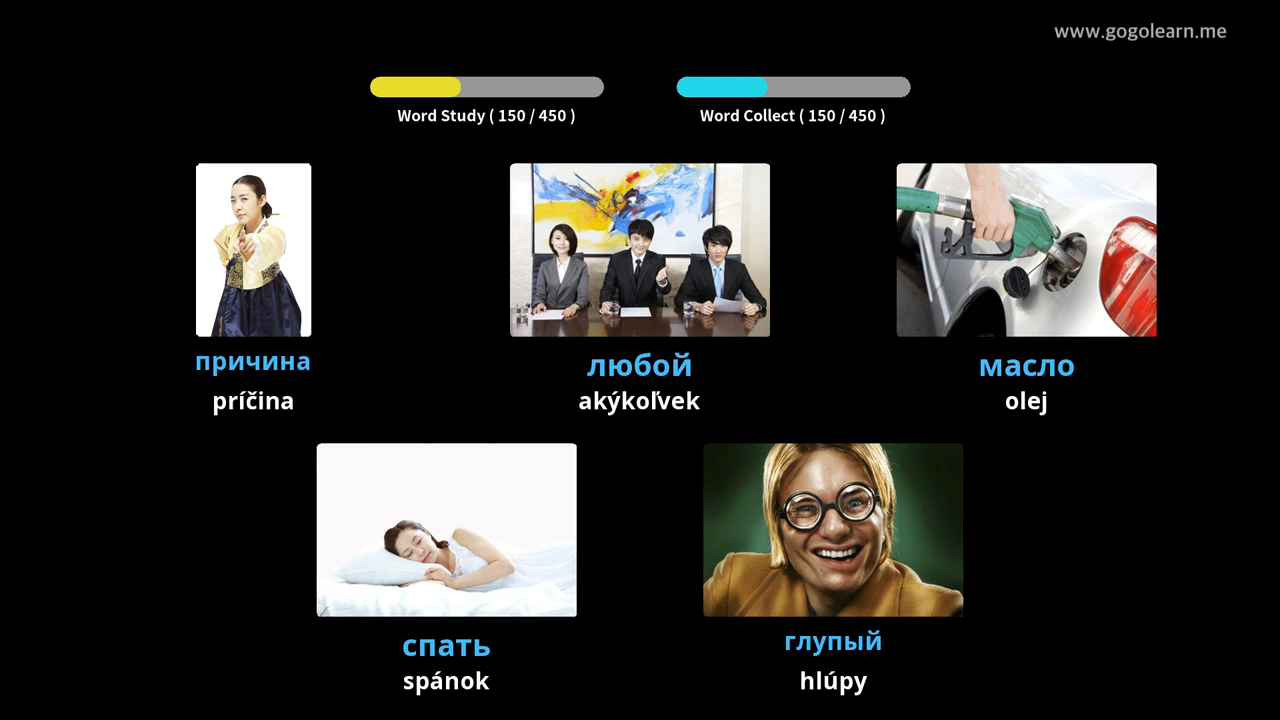 www.gogolearn.me
Word Study ( 150 / 450 )
Word Collect ( 150 / 450 )
причина
príčina
любой
akýkoľvek
масло
olej
спать
spánok
глупый
hlúpy